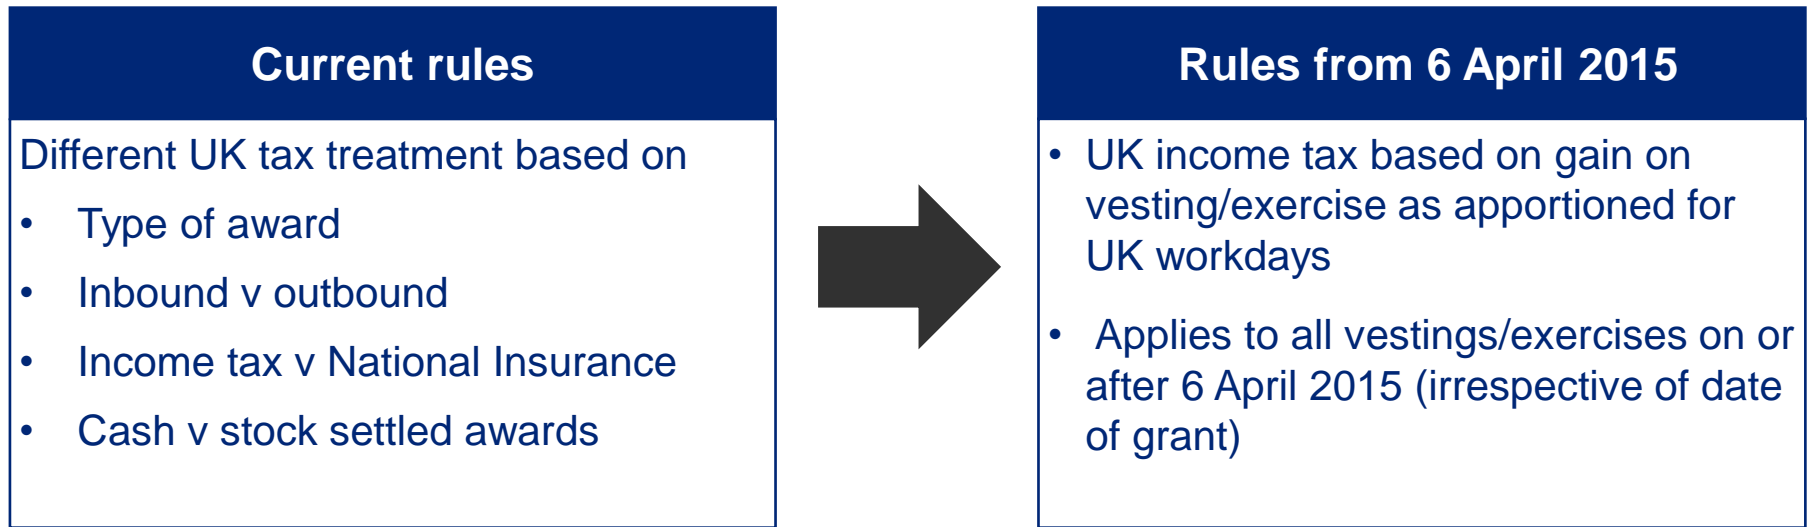 Current rules
Different UK tax treatment based on
• Type of award
• Inbound v outbound
• Income tax v National Insurance
• Cash v stock settled awards
Rules from 6 April 2015
• UK income tax based on gain on
vesting/exercise as apportioned for
UK workdays
• Applies to all vestings/exercises on or
after 6 April 2015 (irrespective of date
of grant)